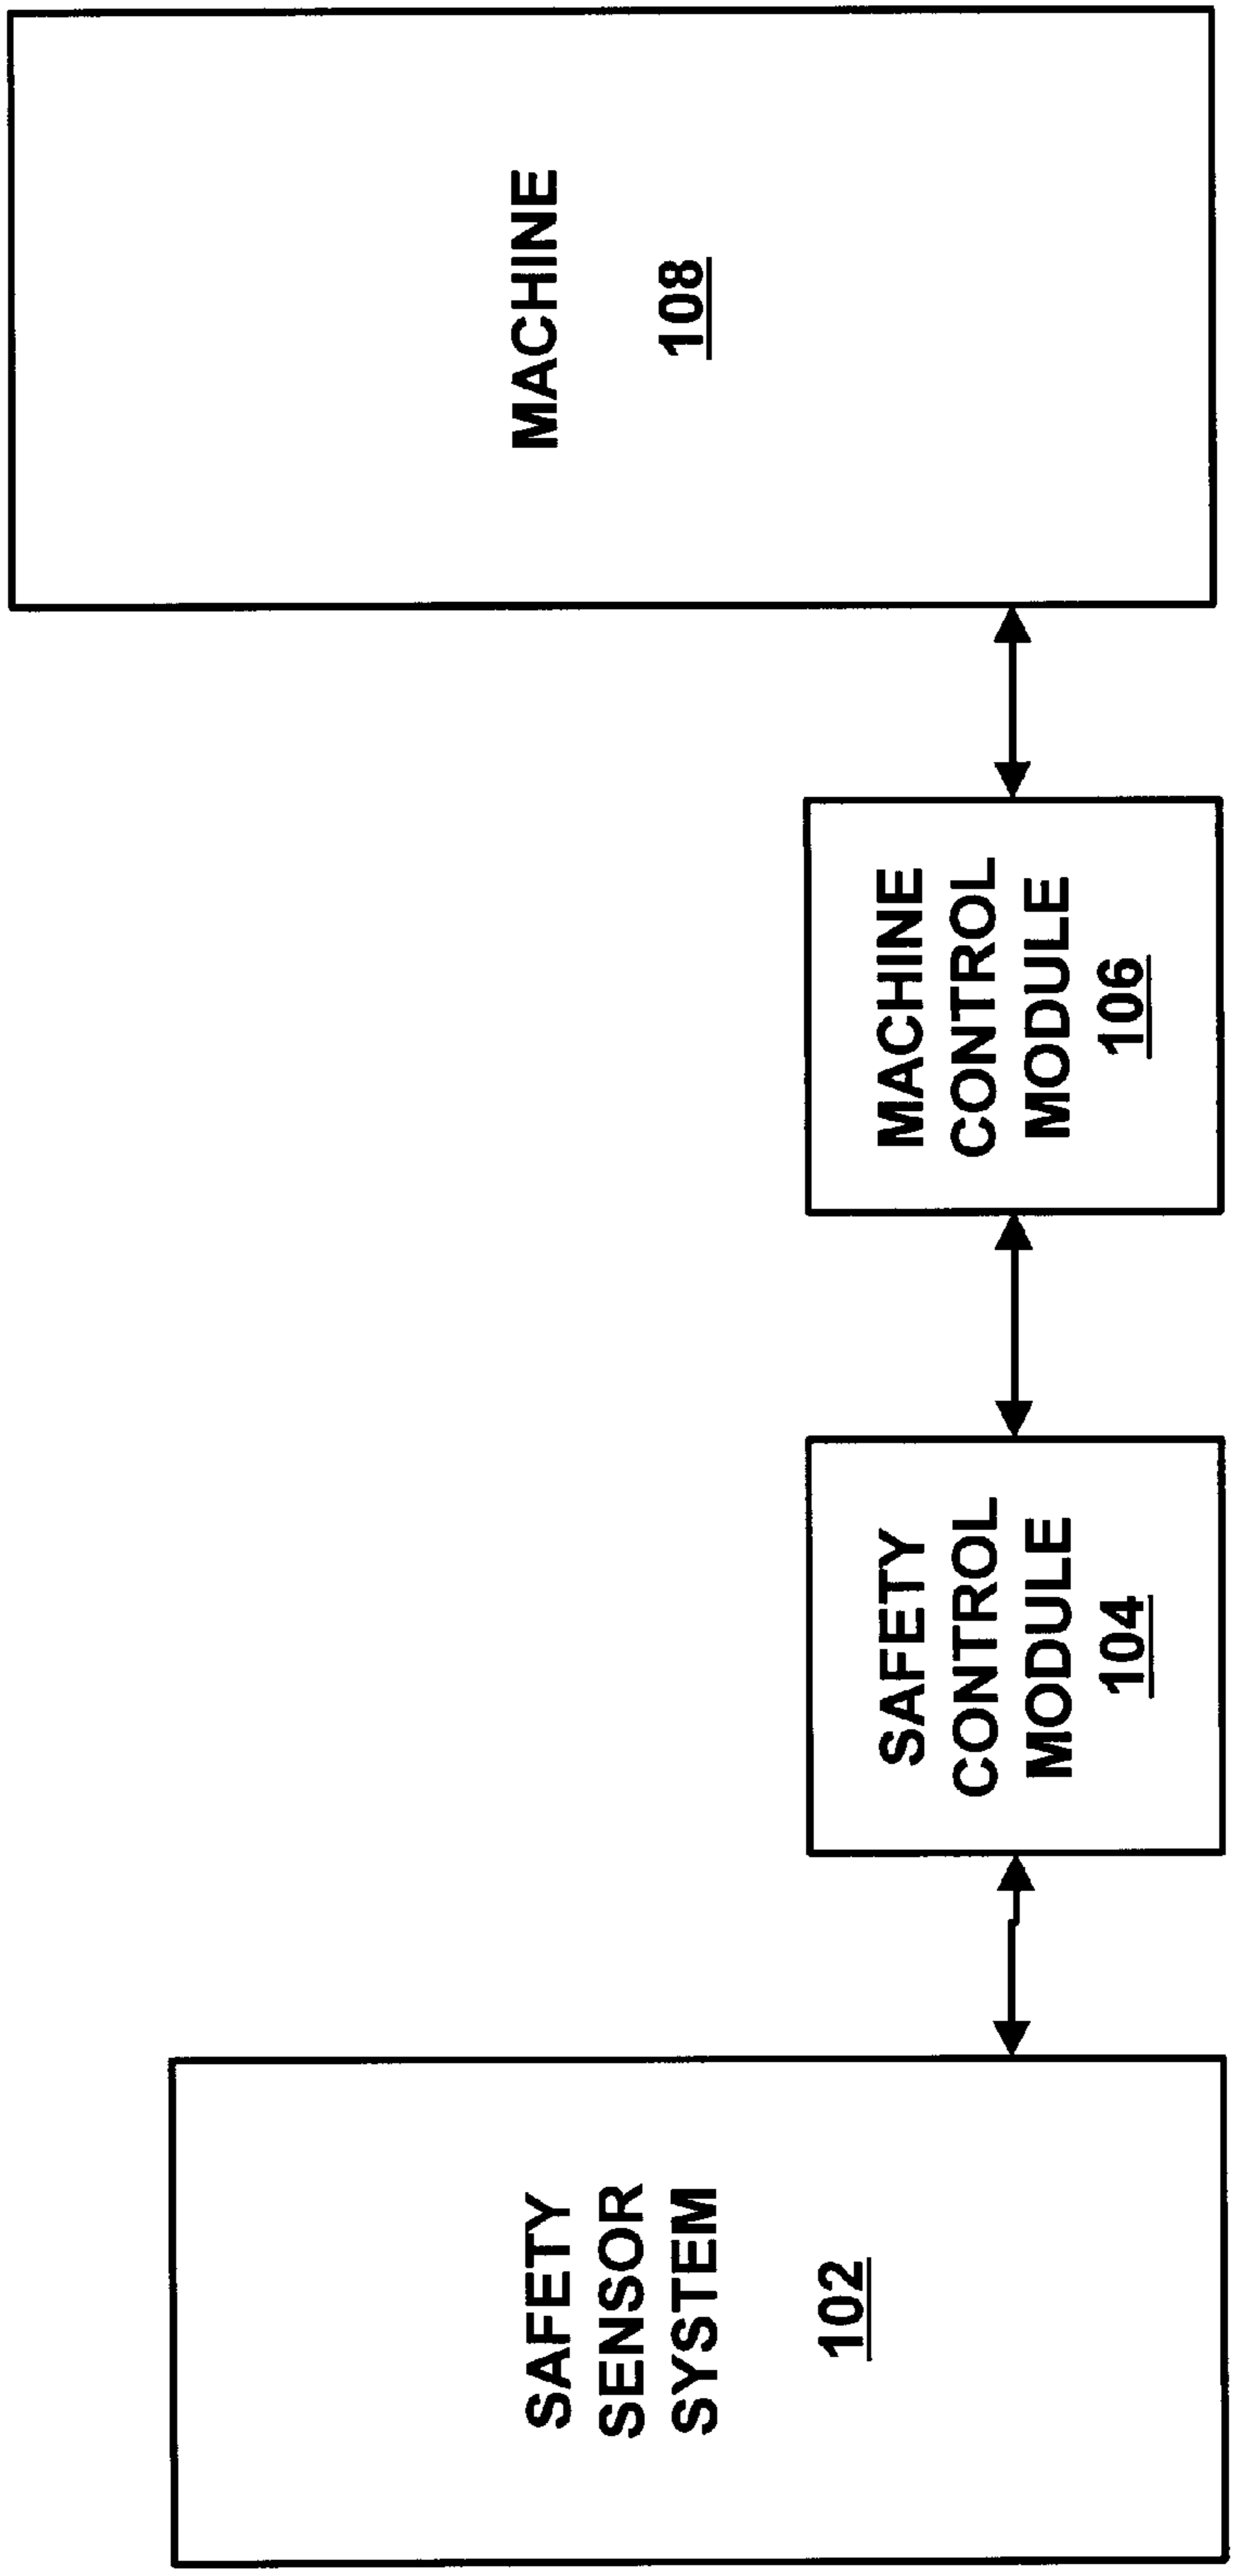 SAFETY
SENSOR
SYSTEM
102
SAFETY
CONTROL
MODULE
104
MACHINE
CONTROL
MODULE
106
MACHINE
108